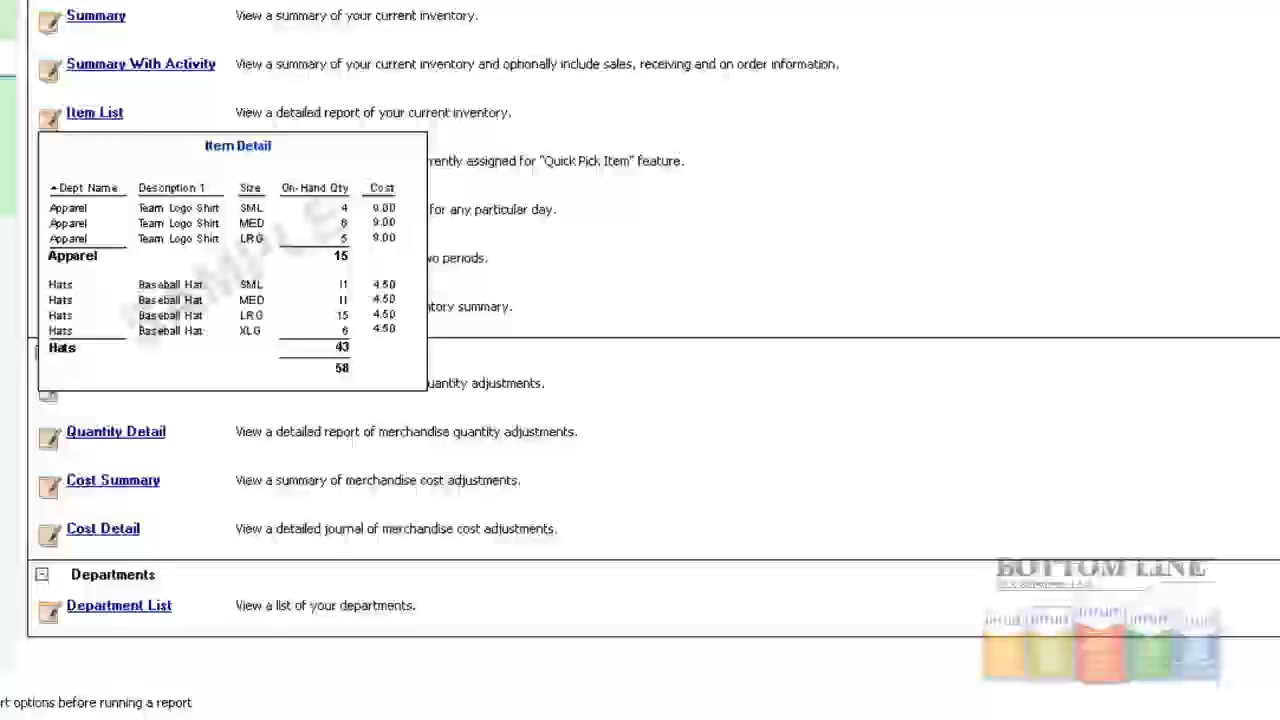 Summary View a summary of your current inventory.
Summary With Activity View a summary of your current inventory and optionally include sales, receiving and on order information.
Item List View a detailed report of your current inventory.
Item Detail
rently assigned for "Quick Pick Item" feature.
Dept Name Description 1 Size On-Hand Qty Cost
Apparel Team Logo Shirt SML 4 9.00
for any particular day.
Apparel Team Logo Shirt MED 6 9.00
Apparel Team Logo Shirt LRG 5 9.00
Apparel 15
wo periods.
Hats Baseball Hat SML 11 4.50
Hats Baseball Hat MED 11 4.50
ntory summary.
Hats Baseball Hat LRG 15 4.50
Hats Baseball Hat XLG 6 4.50
Hats 43
58
SAMPLE
uantity adjustments.
Quantity Detail View a detailed report of merchandise quantity adjustments.
Cost Summary View a summary of merchandise cost adjustments.
Cost Detail View a detailed journal of merchandise cost adjustments.
Departments
BOTTOM LINE
Department List View a list of your departments.
rt options before running a report